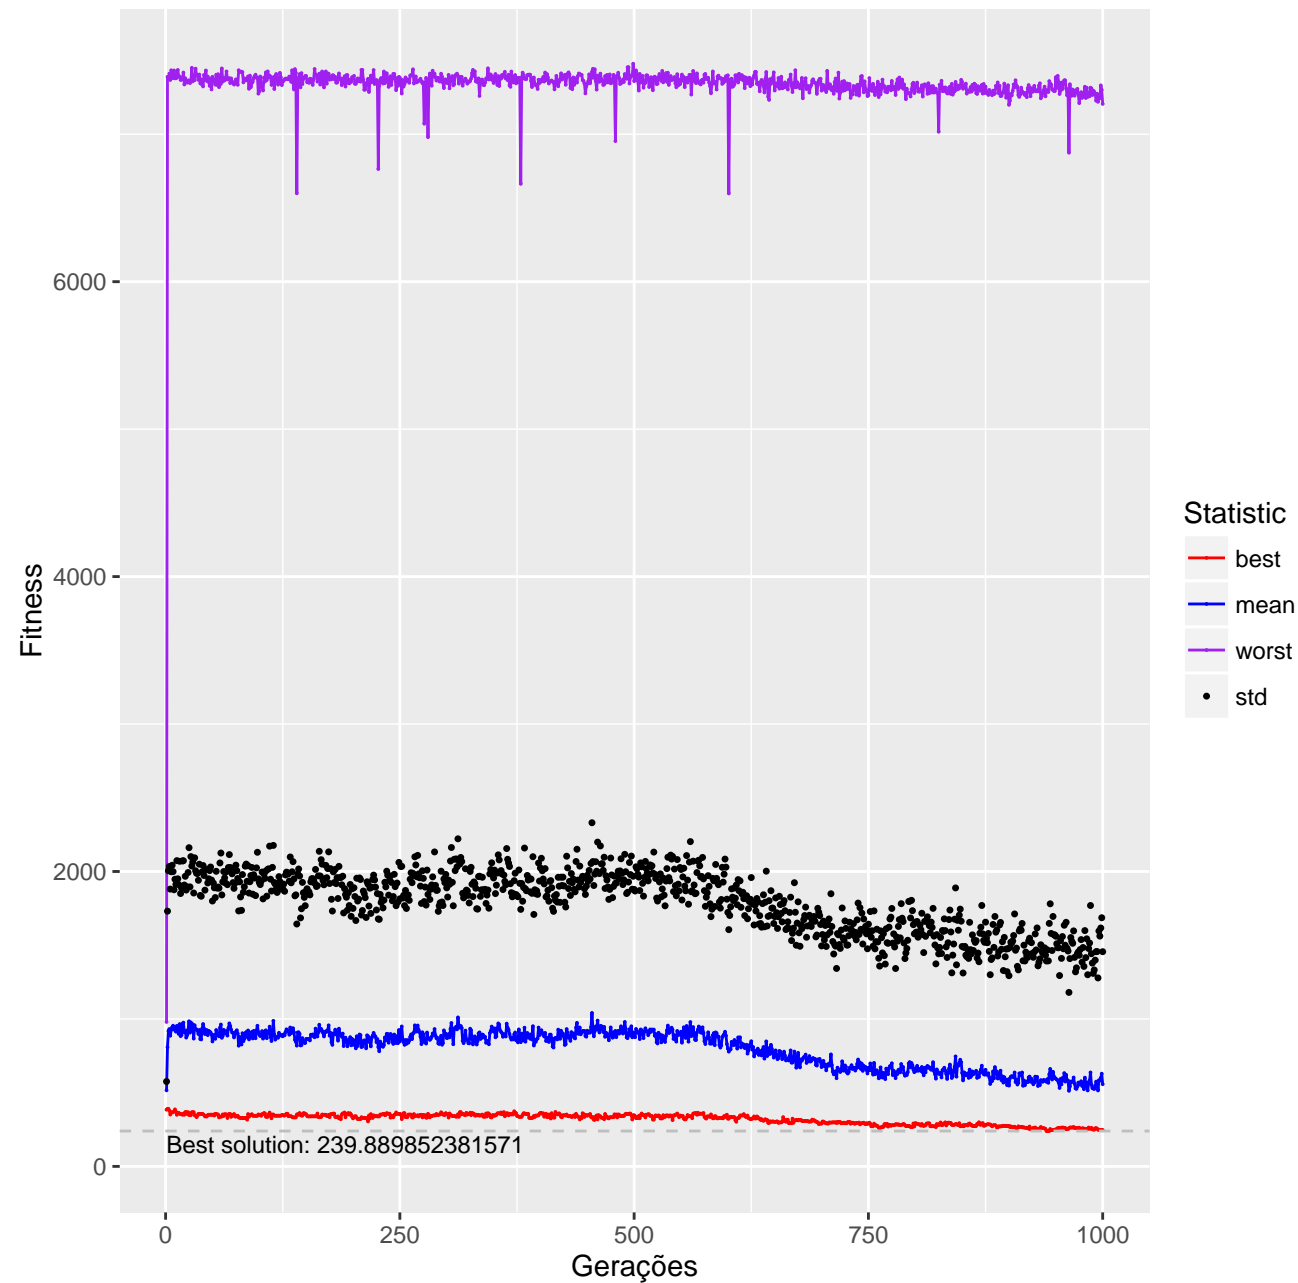 6000
4000
2000
0
Fitness
Best solution: 239.889852381571
0
250
500
750
1000
Gerações
Statistic
best
mean
worst
std